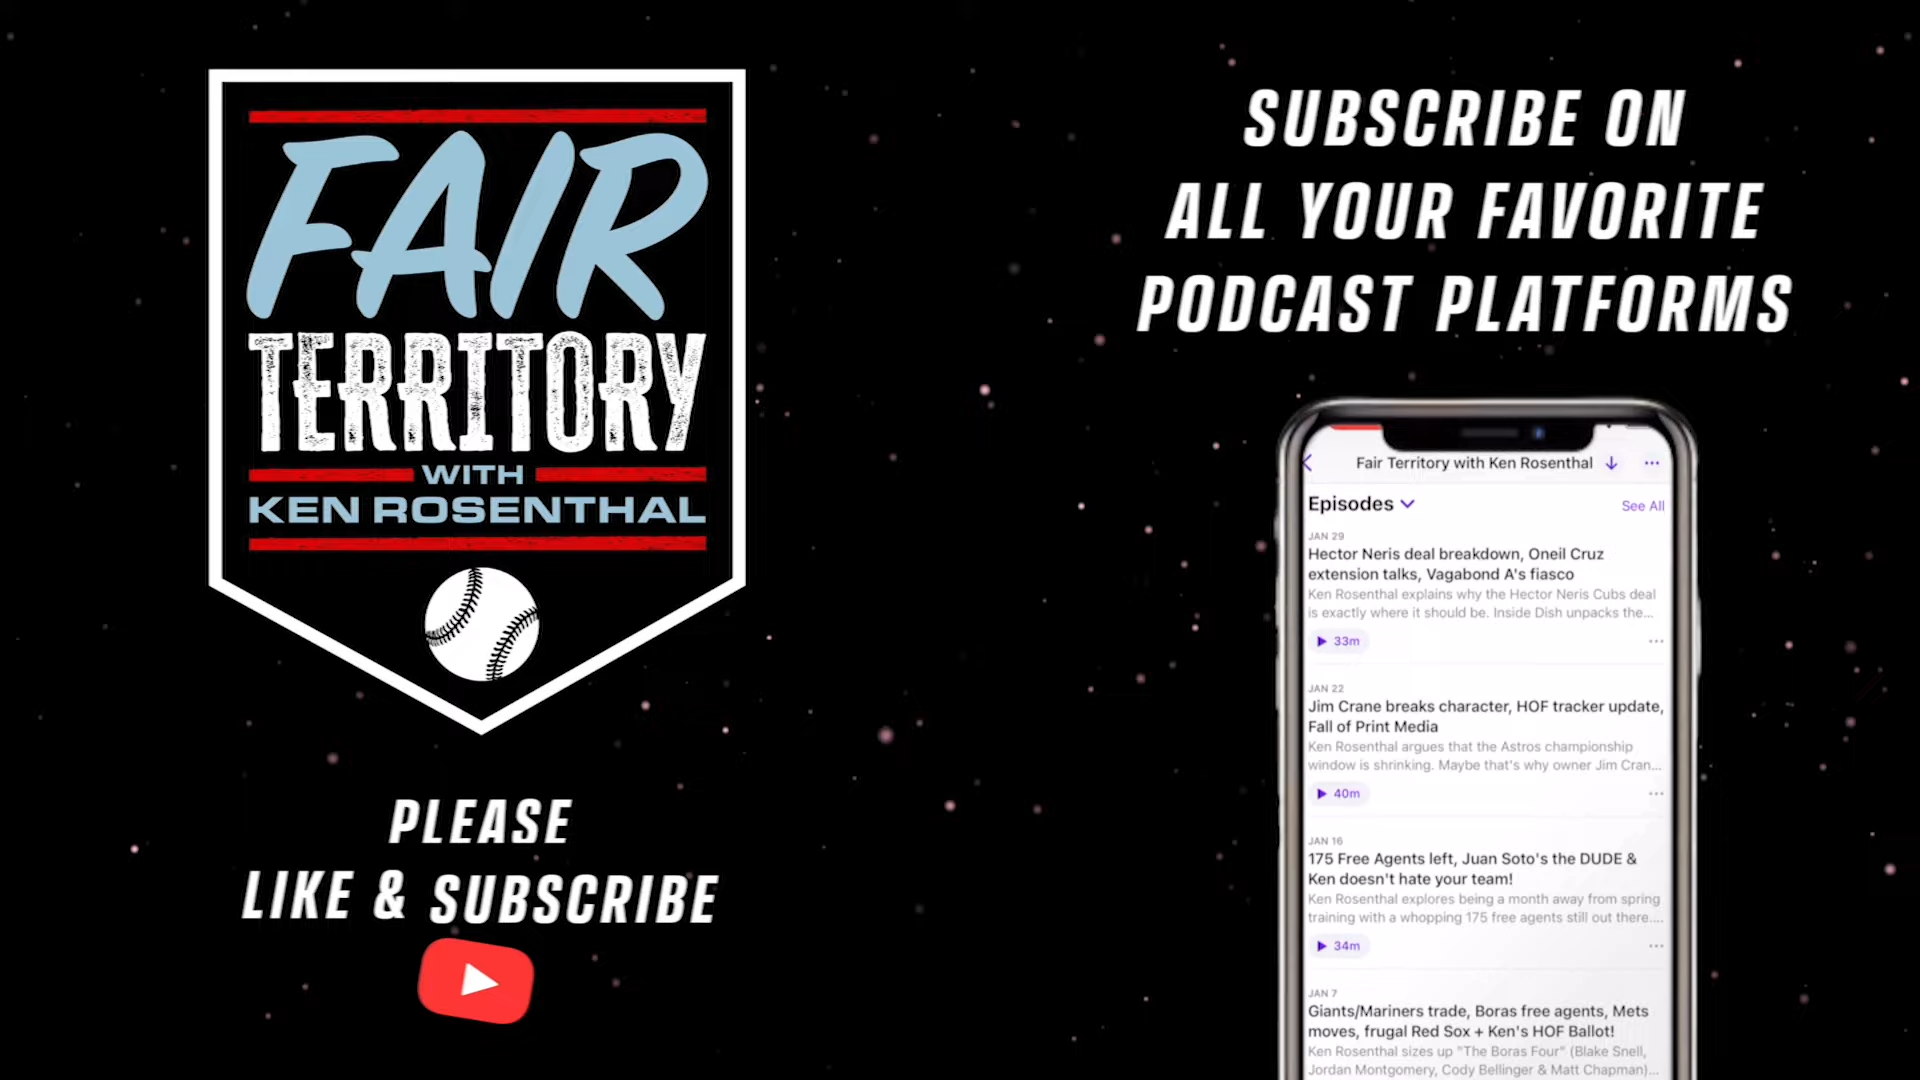 FAIR
TERRITORY
WITH
KEN ROSENTHAL
PLEASE
LIKE & SUBSCRIBE
SUBSCRIBE ON
ALL YOUR FAVORITE
PODCAST PLATFORMS
Fair Territory with Ken Rosenthal
Episodes
See All
JAN 29
Hector Neris deal breakdown, Oneil Cruz
extension talks, Vagabond A's fiasco
Ken Rosenthal explains why the Hector Neris Cubs deal
is exactly where it should be. Inside Dish unpacks the...
33m
JAN 22
Jim Crane breaks character, HOF tracker update,
Fall of Print Media
Ken Rosenthal argues that the Astros championship
window is shrinking. Maybe that's why owner Jim Cran...
40m
JAN 16
175 Free Agents left, Juan Soto's the DUDE &
Ken doesn't hate your team!
Ken Rosenthal explores being a month away from spring
training with a whopping 175 free agents still out there....
34m
JAN 7
Giants/Mariners trade, Boras free agents, Mets
moves, frugal Red Sox + Ken's HOF Ballot!
Ken Rosenthal sizes up "The Boras Four" (Blake Snell,
Jordan Montgomery, Cody Bellinger & Matt Chapman)...